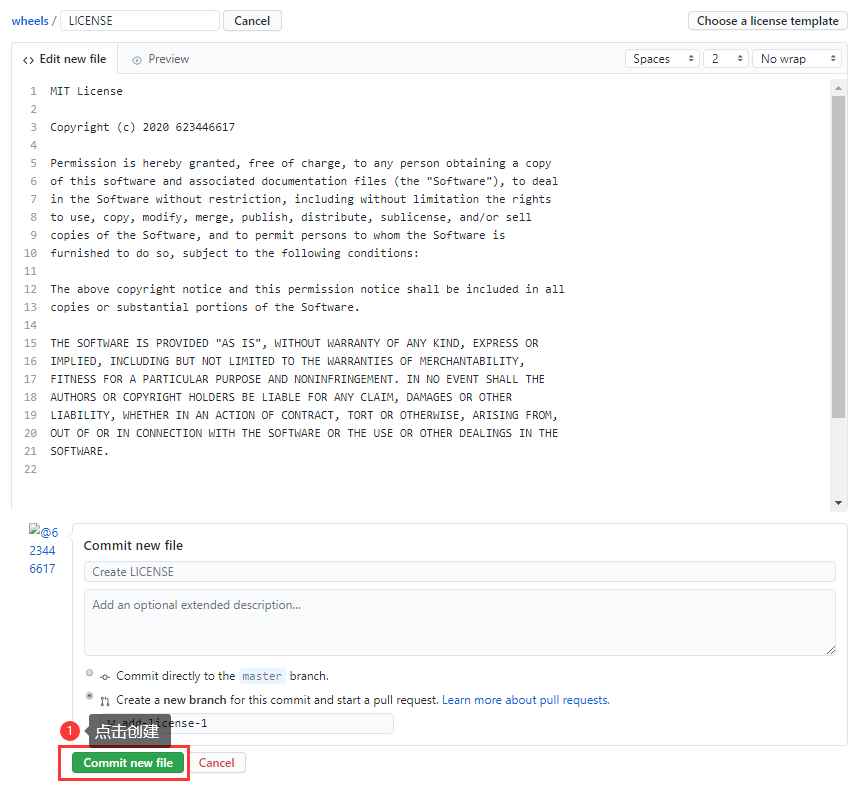 wheels / LICENSE Cancel Choose a license template
Edit new file Preview Spaces 2 No wrap
1 MIT License
2
3 Copyright (c) 2020 623446617
4
5 Permission is hereby granted, free of charge, to any person obtaining a copy
6 of this software and associated documentation files (the "Software"), to deal
7 in the Software without restriction, including without limitation the rights
8 to use, copy, modify, merge, publish, distribute, sublicense, and/or sell
9 copies of the Software, and to permit persons to whom the Software is
10 furnished to do so, subject to the following conditions:
11
12 The above copyright notice and this permission notice shall be included in all
13 copies or substantial portions of the Software.
14
15 THE SOFTWARE IS PROVIDED "AS IS", WITHOUT WARRANTY OF ANY KIND, EXPRESS OR
16 IMPLIED, INCLUDING BUT NOT LIMITED TO THE WARRANTIES OF MERCHANTABILITY,
17 FITNESS FOR A PARTICULAR PURPOSE AND NONINFRINGEMENT. IN NO EVENT SHALL THE
18 AUTHORS OR COPYRIGHT HOLDERS BE LIABLE FOR ANY CLAIM, DAMAGES OR OTHER
19 LIABILITY, WHETHER IN AN ACTION OF CONTRACT, TORT OR OTHERWISE, ARISING FROM,
20 OUT OF OR IN CONNECTION WITH THE SOFTWARE OR THE USE OR OTHER DEALINGS IN THE
21 SOFTWARE.
22
@6
2344
6617
Commit new file
Create LICENSE
Add an optional extended description...
Commit directly to the master branch.
Create a new branch for this commit and start a pull request. Learn more about pull requests.
add-license-1
1 点击创建
Commit new file Cancel